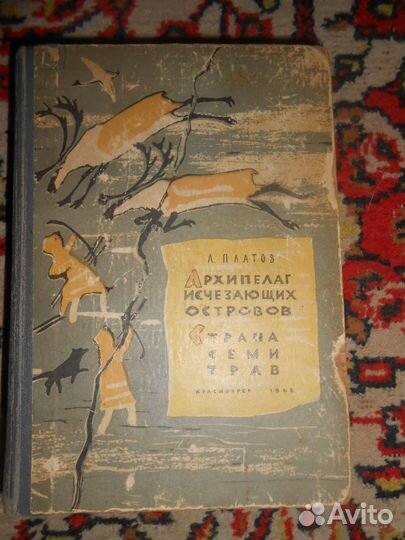 Л. ПЛАТОВ
АРХИПЕЛАГ
ИСЧЕЗАЮЩИХ
ОСТРОВОВ
СТРАНА
СЕМИ
ТРАВ
КРАСНОЯРСК
Avito